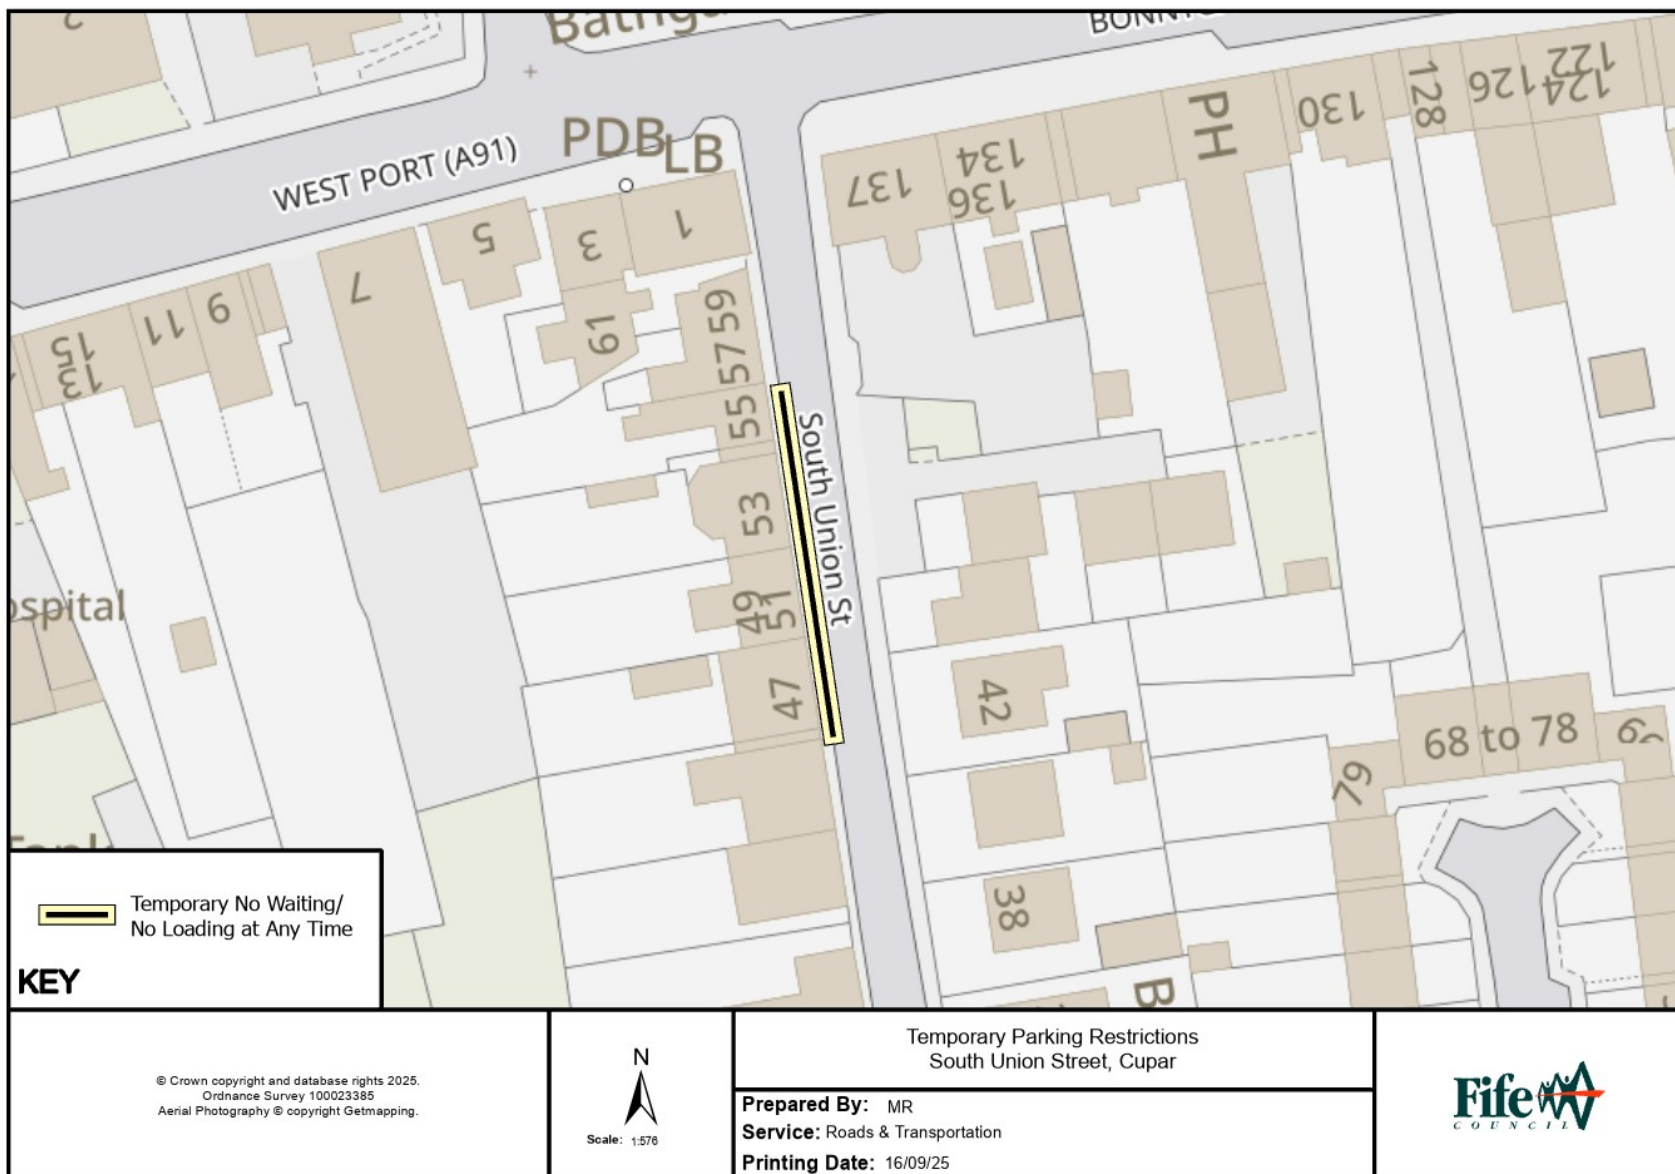 PDB
LB
WEST PORT (A91)
PH
137
134
136
130
128
126
124
122
1
3
5
7
9
11
13
15
61
59
57
55
53
49
51
47
South Union St
42
38
68 to 78
79
B
Temporary No Waiting/
No Loading at Any Time
KEY
© Crown copyright and database rights 2025.
Ordnance Survey 100023385
Aerial Photography © copyright Getmapping.
N
Scale: 1:576
Temporary Parking Restrictions
South Union Street, Cupar
Prepared By: MR
Service: Roads & Transportation
Printing Date: 16/09/25
Fife
COUNCIL